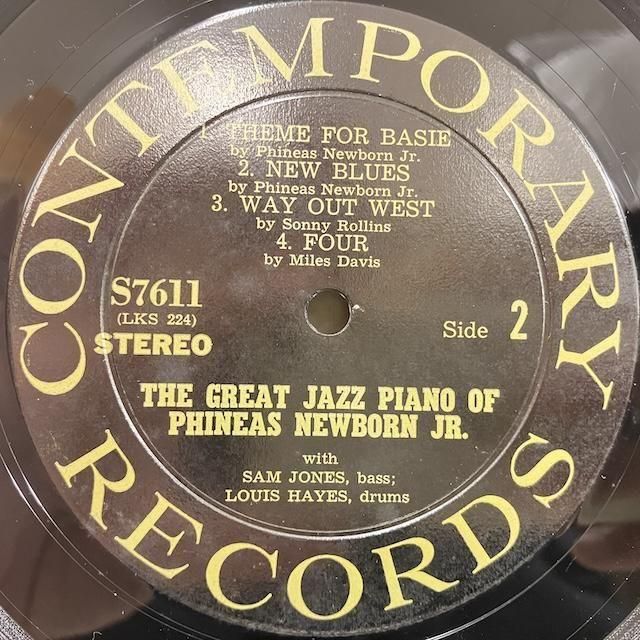 CONTEMPORARY
1 THEME FOR BASIE
by Phineas Newborn Jr.
2. NEW BLUES
by Phineas Newborn Jr.
3. WAY OUT WEST
by Sonny Rollins
4. FOUR
by Miles Davis
S7611
(LKS 224)
STEREO
Side 2
THE GREAT JAZZ PIANO OF
PHINEAS NEWBORN JR.
with
SAM JONES, bass;
LOUIS HAYES, drums
RECORDS